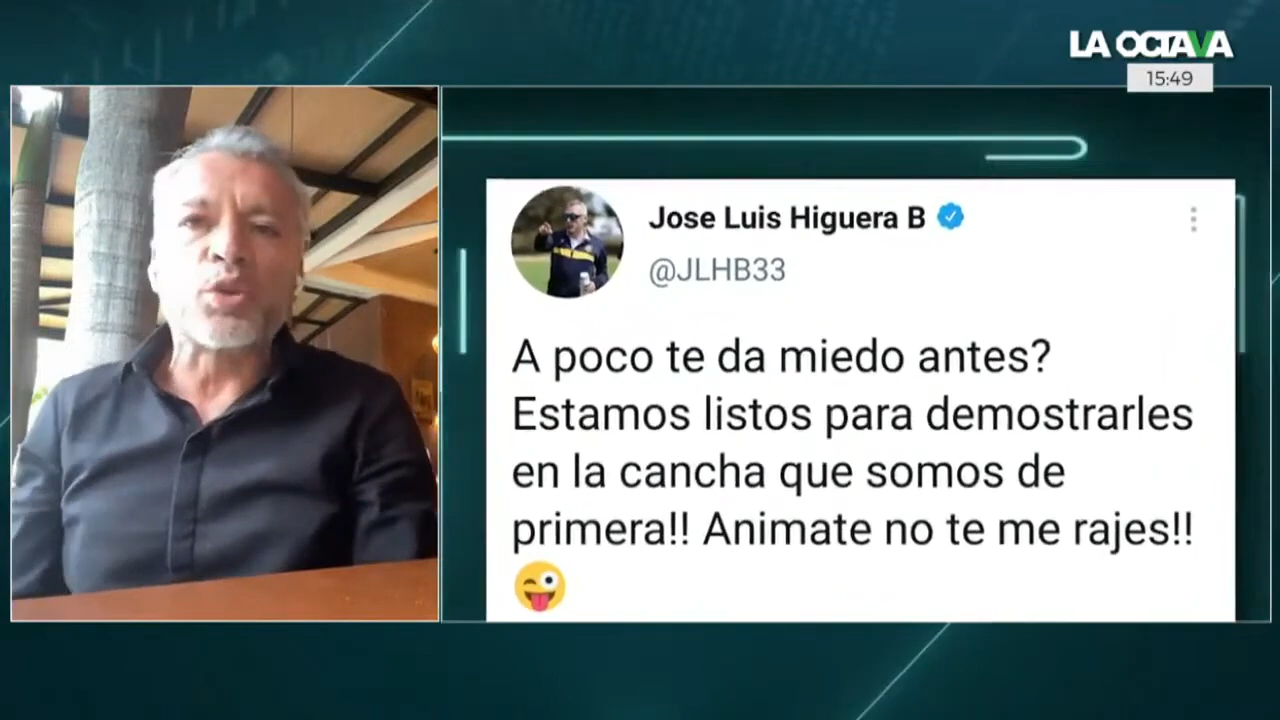 LA OCTAVA
15:49
Jose Luis Higuera B
@JLHB33
A poco te da miedo antes?
Estamos listos para demostrarles
en la cancha que somos de
primera!! Animate no te me rajes!!